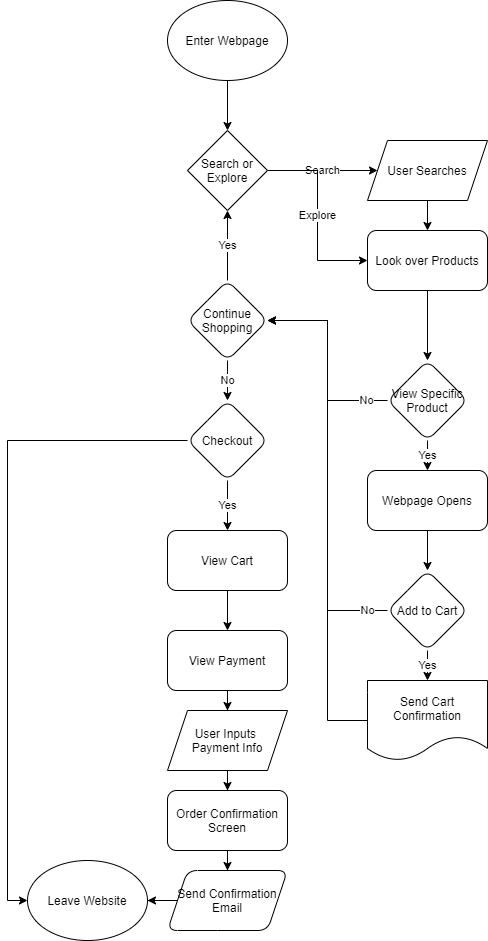 Enter Webpage
Search or
Explore
Search
User Searches
Explore
Yes
Look over Products
Continue
Shopping
No
View Specific
Product
No
Checkout
Yes
Yes
Webpage Opens
View Cart
No
Add to Cart
Yes
View Payment
Send Cart
Confirmation
User Inputs
Payment Info
Order Confirmation
Screen
Send Confirmation
Email
Leave Website